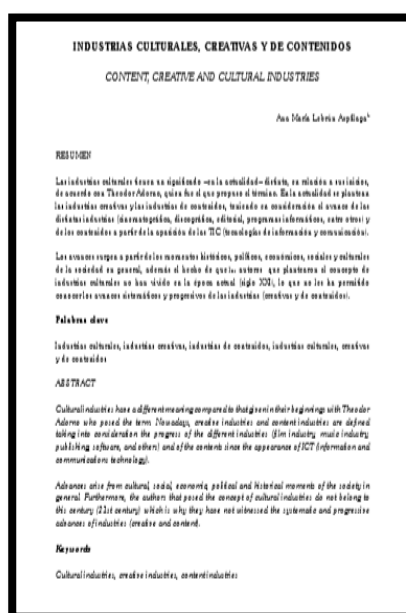 INDUSTRIAS CULTURALES, CREATIVAS Y DE CONTENIDOS
CONTENT, CREATIVE AND CULTURAL INDUSTRIES
Ana María Lebrún Aspíllaga*
RESUMEN
Las industrias culturales tienen un significado –en la actualidad– distinto, en relación a sus inicios,
de acuerdo con Theodor Adorno, quien fue el que propuso el término. En la actualidad se plantean
las industrias creativas y las industrias de contenidos, teniendo en consideración el avance de las
distintas industrias (cinematográfica, discográfica, editorial, programas informáticos, entre otros) y
de los contenidos a partir de la aparición de las TIC (tecnologías de información y comunicación).
Los avances surgen a partir de los momentos históricos, políticos, económicos, sociales y culturales
de la sociedad en general, además el hecho de que los autores que plantearon el concepto de
industrias culturales no han vivido en la época actual (siglo XXI), lo que no les ha permitido
conocer los avances sistemáticos y progresivos de las industrias (creativas y de contenidos).
Palabras clave
Industrias culturales, industrias creativas, industrias de contenidos, industrias culturales, creativas
y de contenidos
ABSTRACT
Cultural industries have a different meaning compared to that given in their beginnings with Theodor
Adorno who posed the term. Nowadays, creative industries and content industries are defined
taking into consideration the progress of the different industries (film industry, music industry,
publishing, software, and others) and of the contents since the appearance of ICT (information and
communications technology).
Advances arise from cultural, social, economic, political and historical moments of the society in
general. Furthermore, the authors that posed the concept of cultural industries do not belong to
this century (21st century) which is why they have not witnessed the systematic and progressive
advances of industries (creative and content).
Keywords
Cultural industries, creative industries, content industries